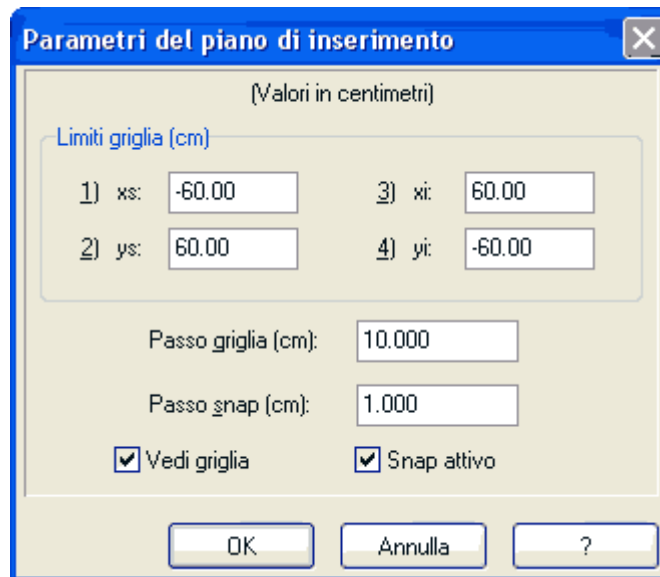 Parametri del piano di inserimento
(Valori in centimetri)
Limiti griglia (cm)
1) xs: -60.00 3) xi: 60.00
2) ys: 60.00 4) yi: -60.00
Passo griglia (cm): 10.000
Passo snap (cm): 1.000
Vedi griglia Snap attivo
OK Annulla ?